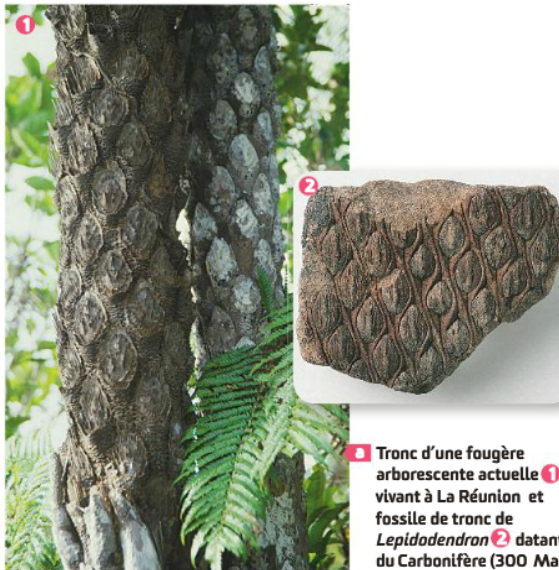 1
2
a Tronc d'une fougère
arborescente actuelle 1
vivant à La Réunion et
fossile de tronc de
Lepidodendron 2 datant
du Carbonifère (300 Ma